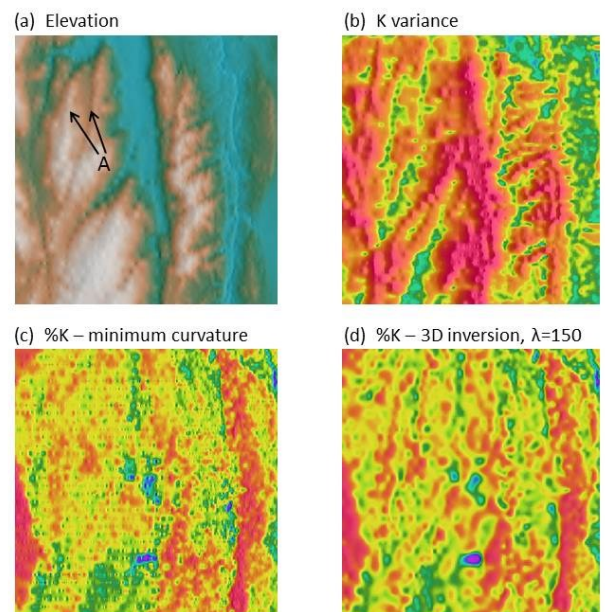 (a) Elevation
(b) K variance
A
(c) %K – minimum curvature
(d) %K – 3D inversion, λ=150